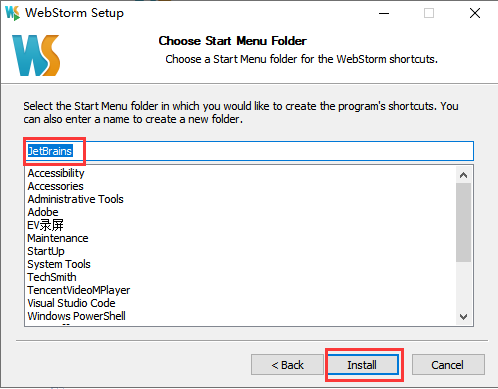 WebStorm Setup
WS
Choose Start Menu Folder
Choose a Start Menu folder for the WebStorm shortcuts.
Select the Start Menu folder in which you would like to create the program's shortcuts. You
can also enter a name to create a new folder.
JetBrains
Accessibility
Accessories
Administrative Tools
Adobe
EV录屏
Maintenance
StartUp
System Tools
TechSmith
TencentVideoMPlayer
Visual Studio Code
Windows PowerShell
< Back
Install
Cancel